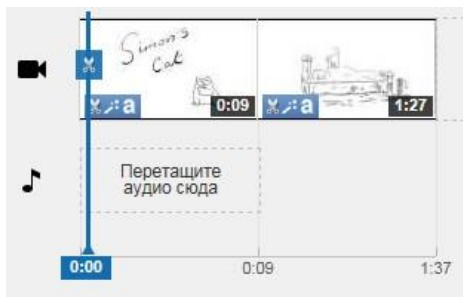 Simon's
Cat
a 0:09
a 1:27
Перетащите
аудио сюда
0:00 0:09 1:37